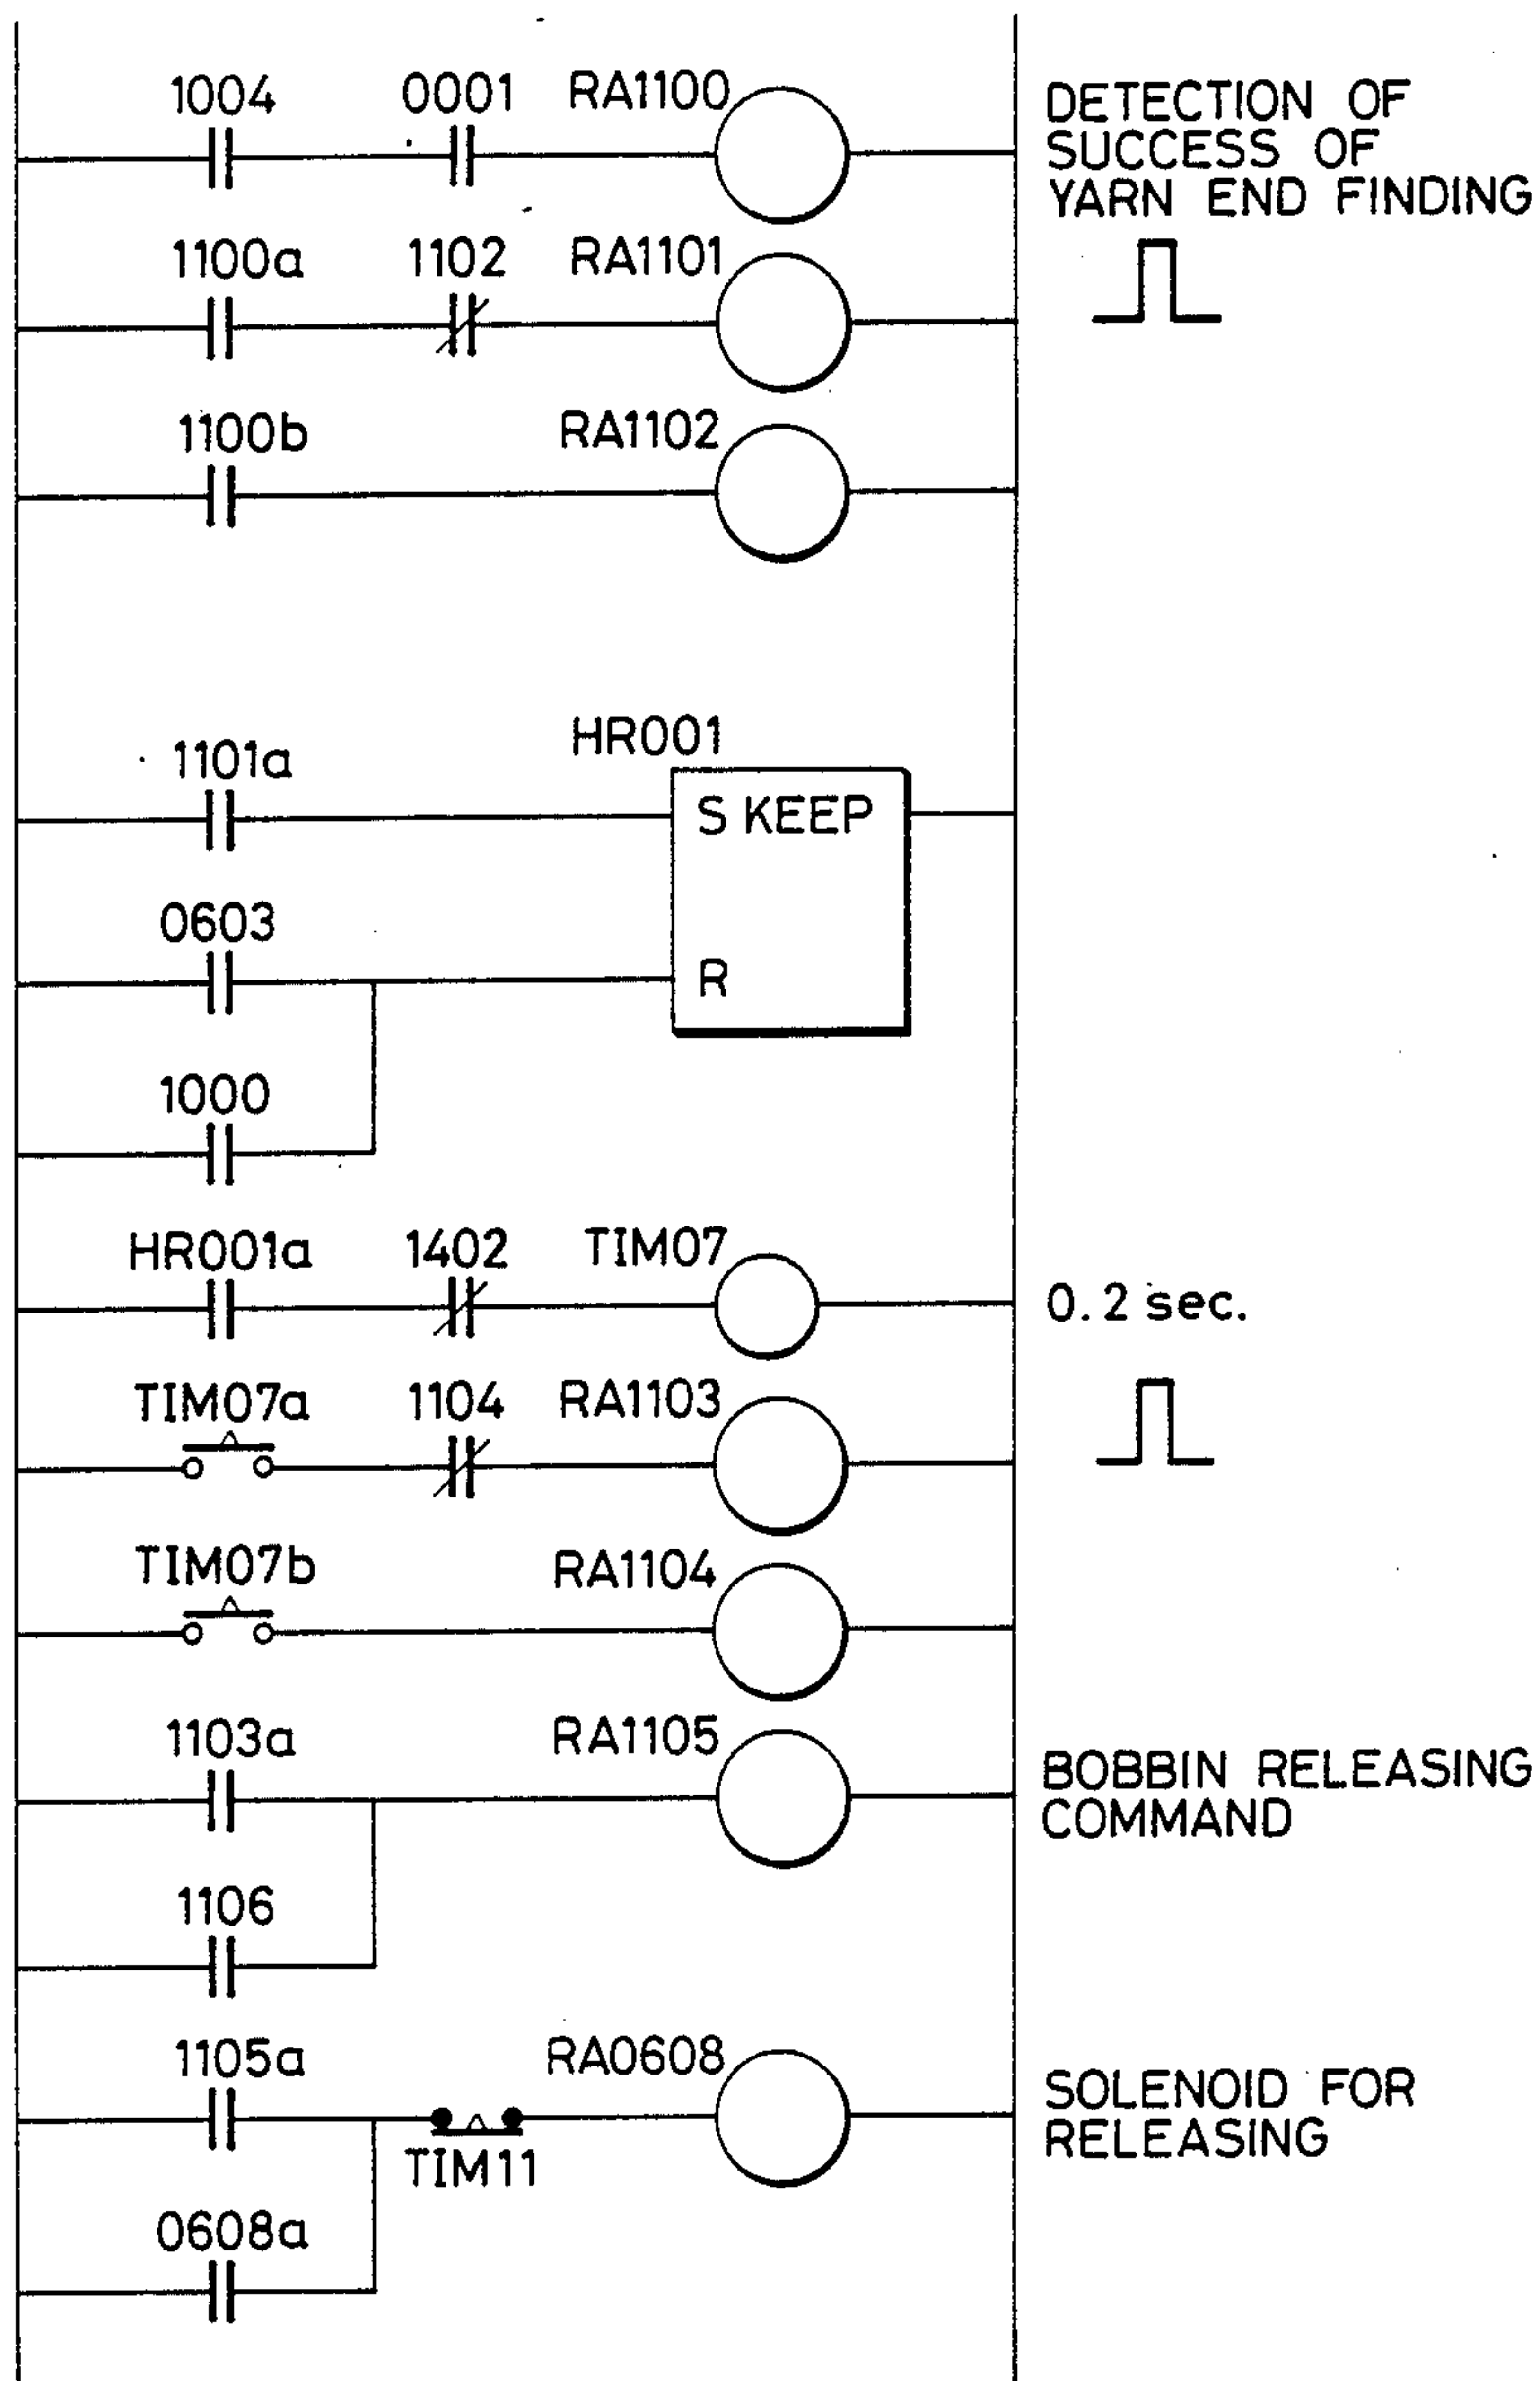 1004 0001 RA1100
DETECTION OF
SUCCESS OF
YARN END FINDING
1100a 1102 RA1101
1100b RA1102
HR001
1101a
S KEEP
0603
R
1000
HR001a 1402 TIM07
0.2 sec.
TIM07a 1104 RA1103
TIM07b RA1104
1103a RA1105
BOBBIN RELEASING
COMMAND
1106
1105a RA0608
SOLENOID FOR
RELEASING
TIM11
0608a